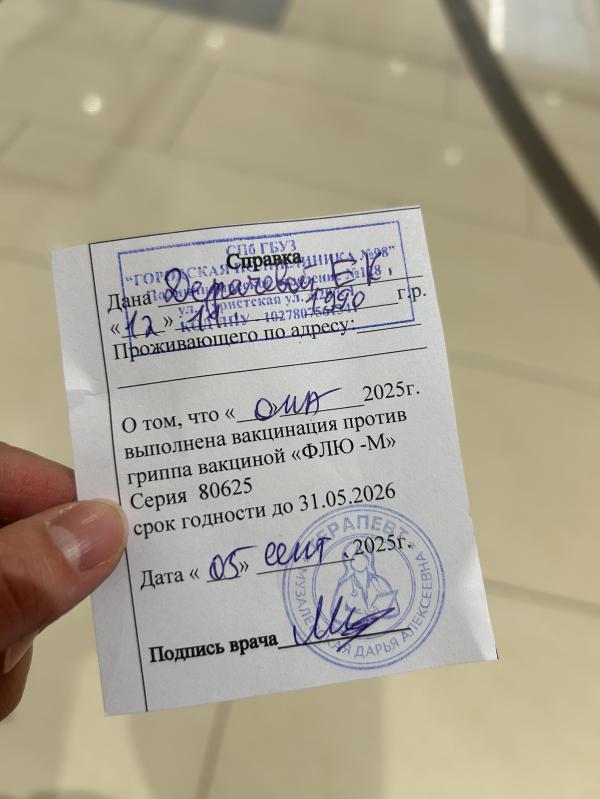 СПб ГБУЗ
"ГОРОДСКАЯ ПОЛИКЛИНИКА №98"
Справка
Дана Е. К.
«12» 11. 1990 г.р.
Проживающего по адресу:
О том, что « » 2025г.
выполнена вакцинация против
гриппа вакциной «ФЛЮ -М»
Серия 80625
срок годности до 31.05.2026
Дата «05» сент. 2025г.
Подпись врача
ТЕРАПЕВТ
ДАРЬЯ АЛЕКСЕЕВНА